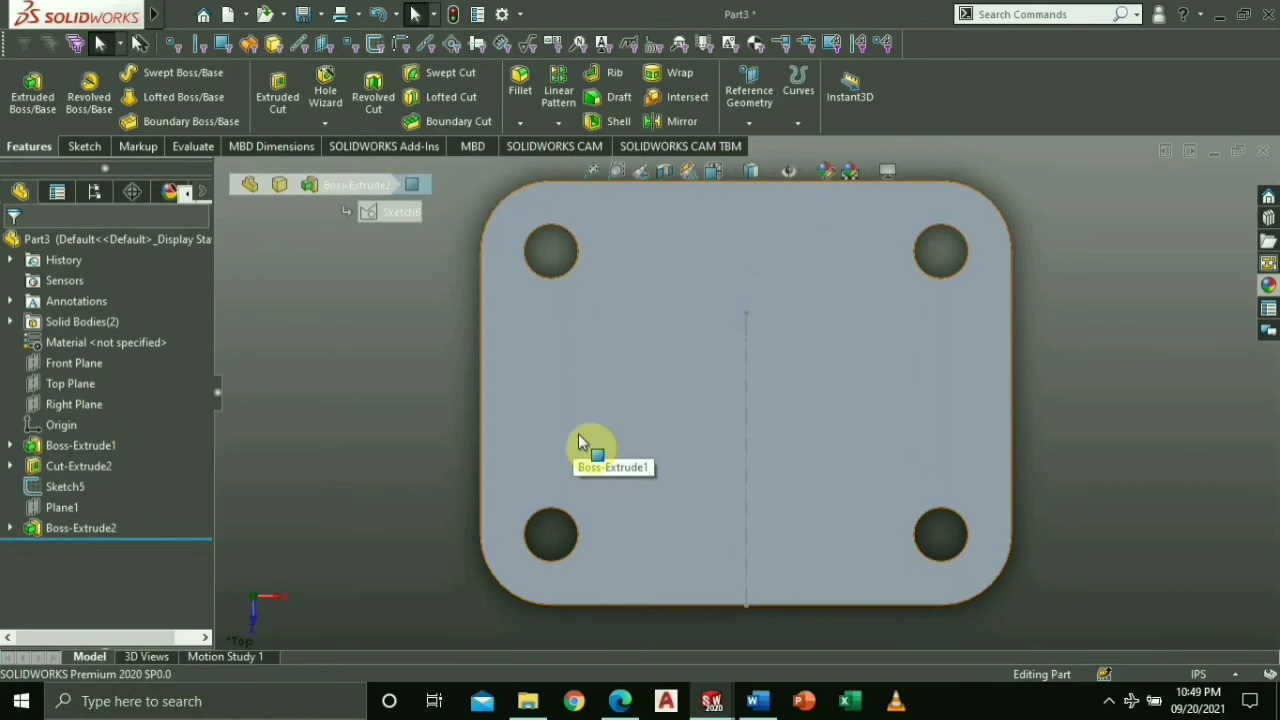 SOLIDWORKS
Part3 *
Search Commands
Extruded Boss/Base
Revolved Boss/Base
Swept Boss/Base
Lofted Boss/Base
Boundary Boss/Base
Extruded Cut
Hole Wizard
Revolved Cut
Swept Cut
Lofted Cut
Boundary Cut
Fillet
Linear Pattern
Rib
Draft
Shell
Wrap
Intersect
Mirror
Reference Geometry
Curves
Instant3D
Features
Sketch
Markup
Evaluate
MBD Dimensions
SOLIDWORKS Add-Ins
MBD
SOLIDWORKS CAM
SOLIDWORKS CAM TBM
Boss-Extrude2
Sketch6
Part3 (Default<<Default>_Display Sta
History
Sensors
Annotations
Solid Bodies(2)
Material <not specified>
Front Plane
Top Plane
Right Plane
Origin
Boss-Extrude1
Cut-Extrude2
Sketch5
Plane1
Boss-Extrude2
Boss-Extrude1
*Top
Model
3D Views
Motion Study 1
SOLIDWORKS Premium 2020 SP0.0
Editing Part
IPS
Type here to search
10:49 PM
09/20/2021